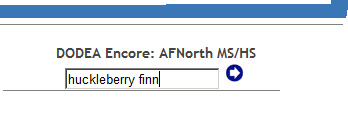 DODEA Encore: AFNorth MS/HS
huckleberry finn